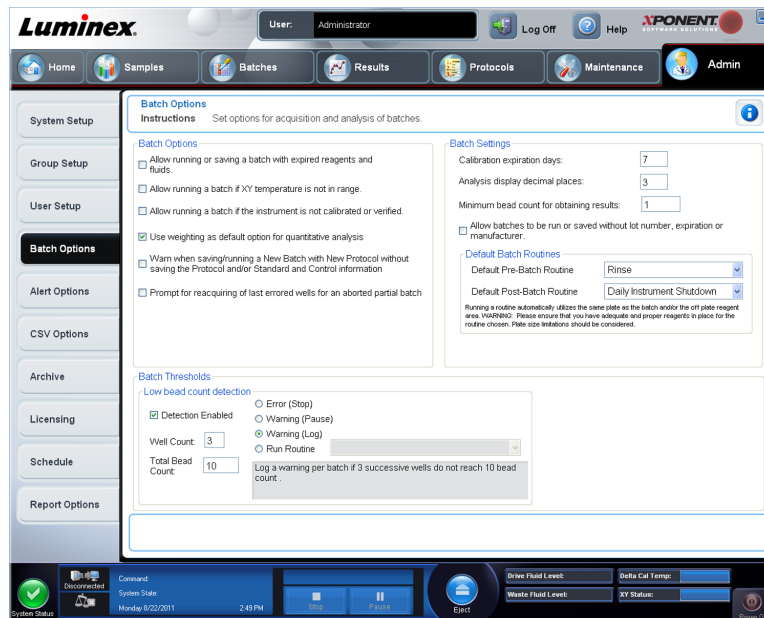 Luminex.
User:
Administrator
Log Off
Help
XPONENT.
SOFTWARE SOLUTIONS
Home
Samples
Batches
Results
Protocols
Maintenance
Admin
System Setup
Group Setup
User Setup
Batch Options
Alert Options
CSV Options
Archive
Licensing
Schedule
Report Options
Batch Options
Instructions Set options for acquisition and analysis of batches.
Batch Options
Allow running or saving a batch with expired reagents and
fluids.
Allow running a batch if XY temperature is not in range.
Allow running a batch if the instrument is not calibrated or verified.
Use weighting as default option for quantitative analysis
Warn when saving/running a New Batch with New Protocol without
saving the Protocol and/or Standard and Control information
Prompt for reacquiring of last errored wells for an aborted partial batch
Batch Settings
Calibration expiration days: 7
Analysis display decimal places: 3
Minimum bead count for obtaining results: 1
Allow batches to be run or saved without lot number, expiration or
manufacturer.
Default Batch Routines
Default Pre-Batch Routine Rinse
Default Post-Batch Routine Daily Instrument Shutdown
Running a routine automatically utilizes the same plate as the batch and/or the off plate reagent
area. WARNING: Please ensure that you have adequate and proper reagents in place for the
routine chosen. Plate size limitations should be considered.
Batch Thresholds
Low bead count detection
Detection Enabled
Well Count: 3
Total Bead
Count: 10
Error (Stop)
Warning (Pause)
Warning (Log)
Run Routine
Log a warning per batch if 3 successive wells do not reach 10 bead
count .
System Status
Disconnected
Command:
System State:
Monday 8/22/2011 2:49 PM
Stop
Pause
Eject
Drive Fluid Level:
Waste Fluid Level:
Delta Cal Temp:
XY Status:
Power O